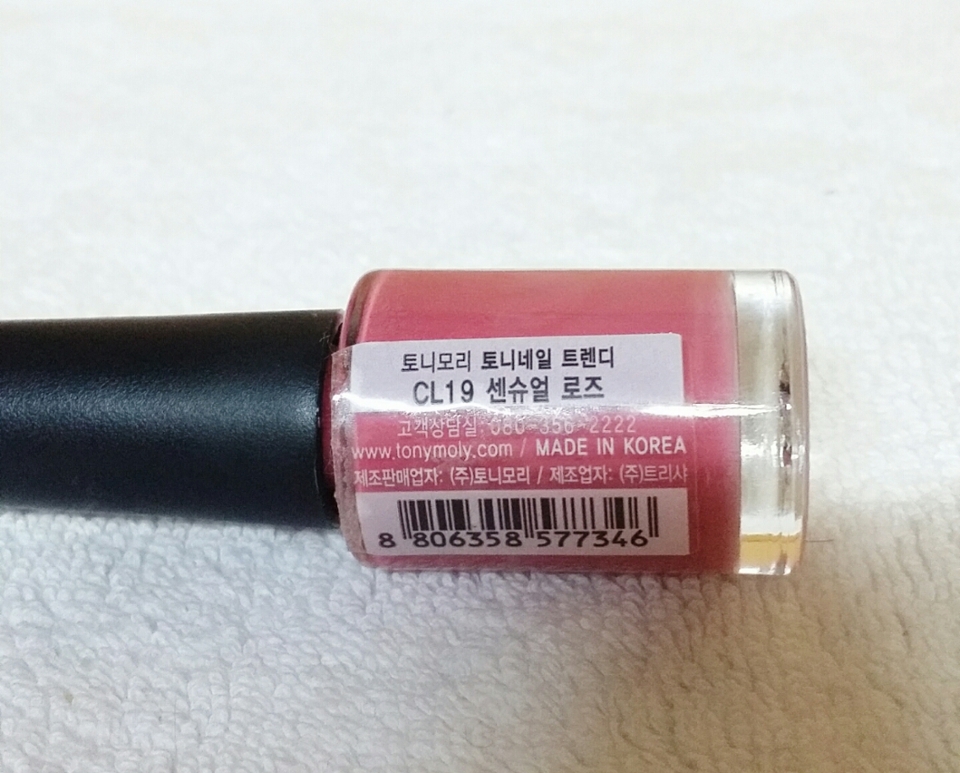 토니모리 토니네일 트렌디
CL19 센슈얼 로즈
고객상담실: 080-356-2222
www.tonymoly.com / MADE IN KOREA
제조판매업자: (주)토니모리 / 제조업자: (주)트리샤
8 806358 577346